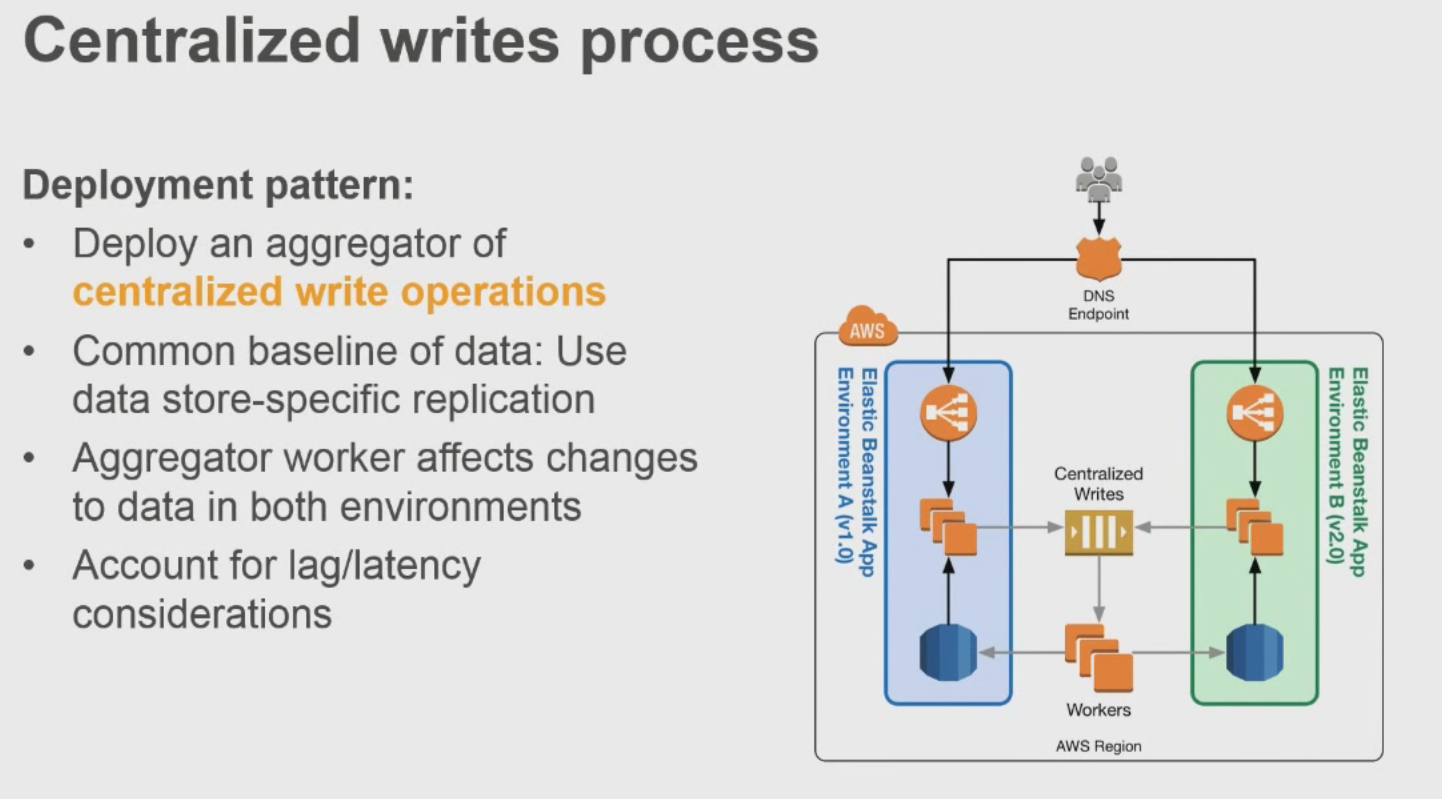 Centralized writes process
Deployment pattern:
• Deploy an aggregator of
centralized write operations
• Common baseline of data: Use
data store-specific replication
• Aggregator worker affects changes
to data in both environments
• Account for lag/latency
considerations
DNS
Endpoint
AWS
Elastic Beanstalk App
Environment A (v1.0)
Centralized
Writes
Elastic Beanstalk App
Environment B (v2.0)
Workers
AWS Region